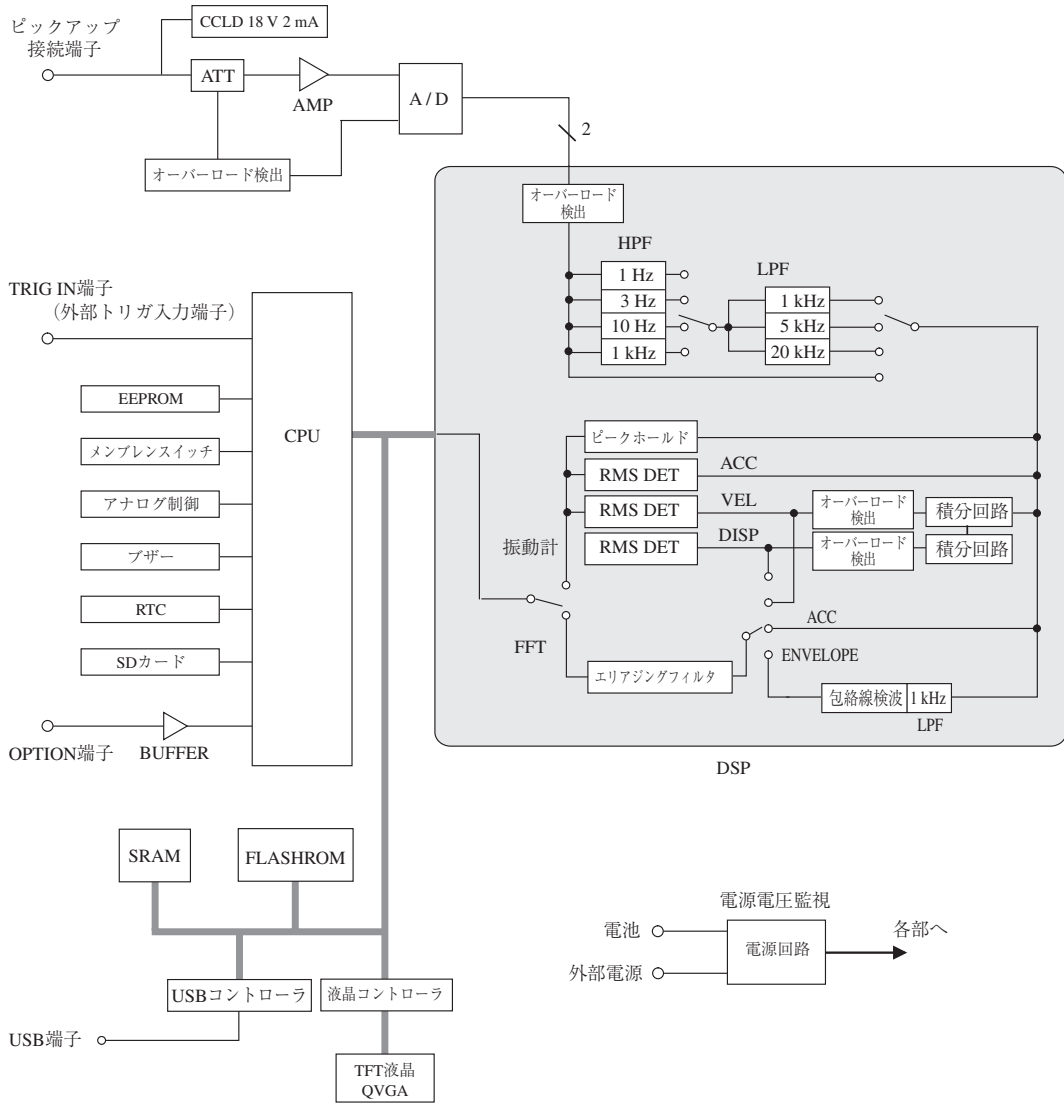 ピックアップ
接続端子
CCLD 18 V 2 mA
ATT
AMP
A / D
2
オーバーロード検出
オーバーロード
検出
HPF
1 Hz
3 Hz
10 Hz
1 kHz
LPF
1 kHz
5 kHz
20 kHz
TRIG IN端子
（外部トリガ入力端子）
EEPROM
メンブレンスイッチ
アナログ制御
ブザー
RTC
SDカード
CPU
OPTION端子
BUFFER
ピークホールド
RMS DET
ACC
RMS DET
VEL
オーバーロード
検出
積分回路
RMS DET
DISP
オーバーロード
検出
積分回路
振動計
FFT
エリアジングフィルタ
ACC
ENVELOPE
包絡線検波
1 kHz
LPF
DSP
SRAM
FLASHROM
USBコントローラ
液晶コントローラ
USB端子
TFT液晶
QVGA
電源電圧監視
電池
外部電源
電源回路
各部へ